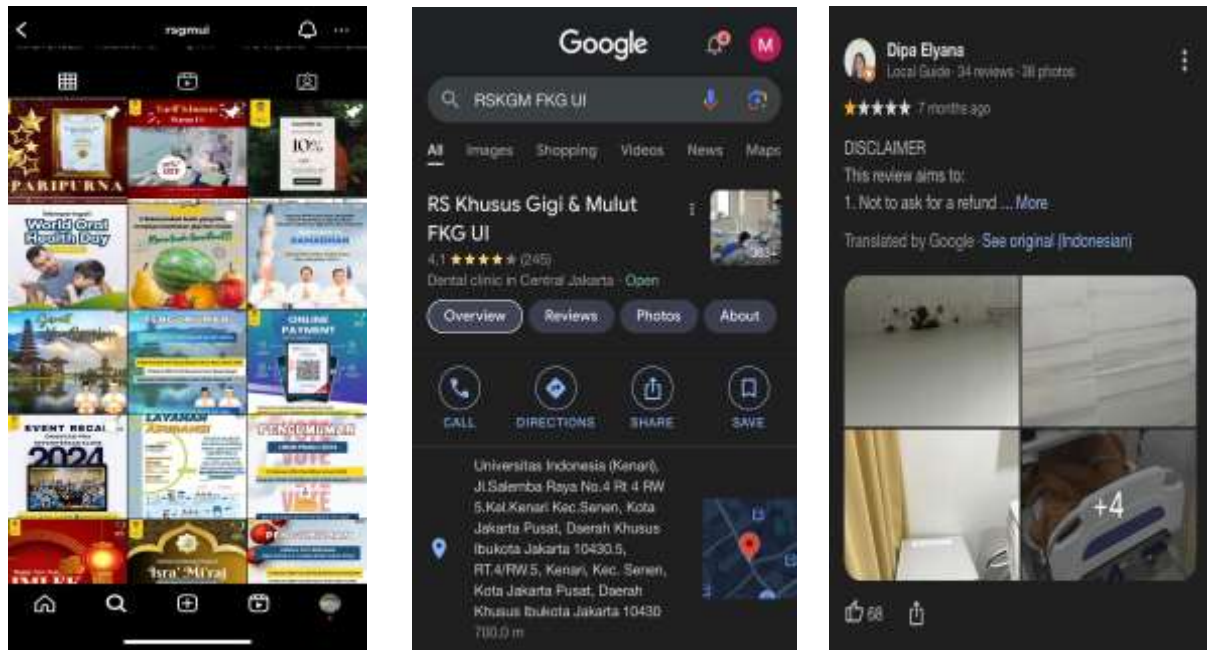 rsgmui
PARIPURNA
10%
World Oral
Health Day
RAMADHAN
ONLINE
PAYMENT
EVENT RECAP
2024
LAYANAN
ASURANSI
PENGUMUMAN
VOTE
Isra' Mi'raj
Google
4
M
RSKGM FKG UI
All Images Shopping Videos News Maps
RS Khusus Gigi & Mulut
FKG UI
4.1 ★★★★★ (245)
Dental clinic in Central Jakarta · Open
Overview Reviews Photos About
CALL DIRECTIONS SHARE SAVE
Universitas Indonesia (Kenari),
Jl.Salemba Raya No.4 Rt 4 RW
5.Kel.Kenari Kec.Senen, Kota
Jakarta Pusat, Daerah Khusus
Ibukota Jakarta 10430.5,
RT.4/RW.5, Kenari, Kec. Senen,
Kota Jakarta Pusat, Daerah
Khusus Ibukota Jakarta 10430
700.0 m
Dipa Elyana
Local Guide · 34 reviews · 38 photos
7 months ago
DISCLAIMER
This review aims to:
1. Not to ask for a refund ... More
Translated by Google · See original (Indonesian)
+4
68